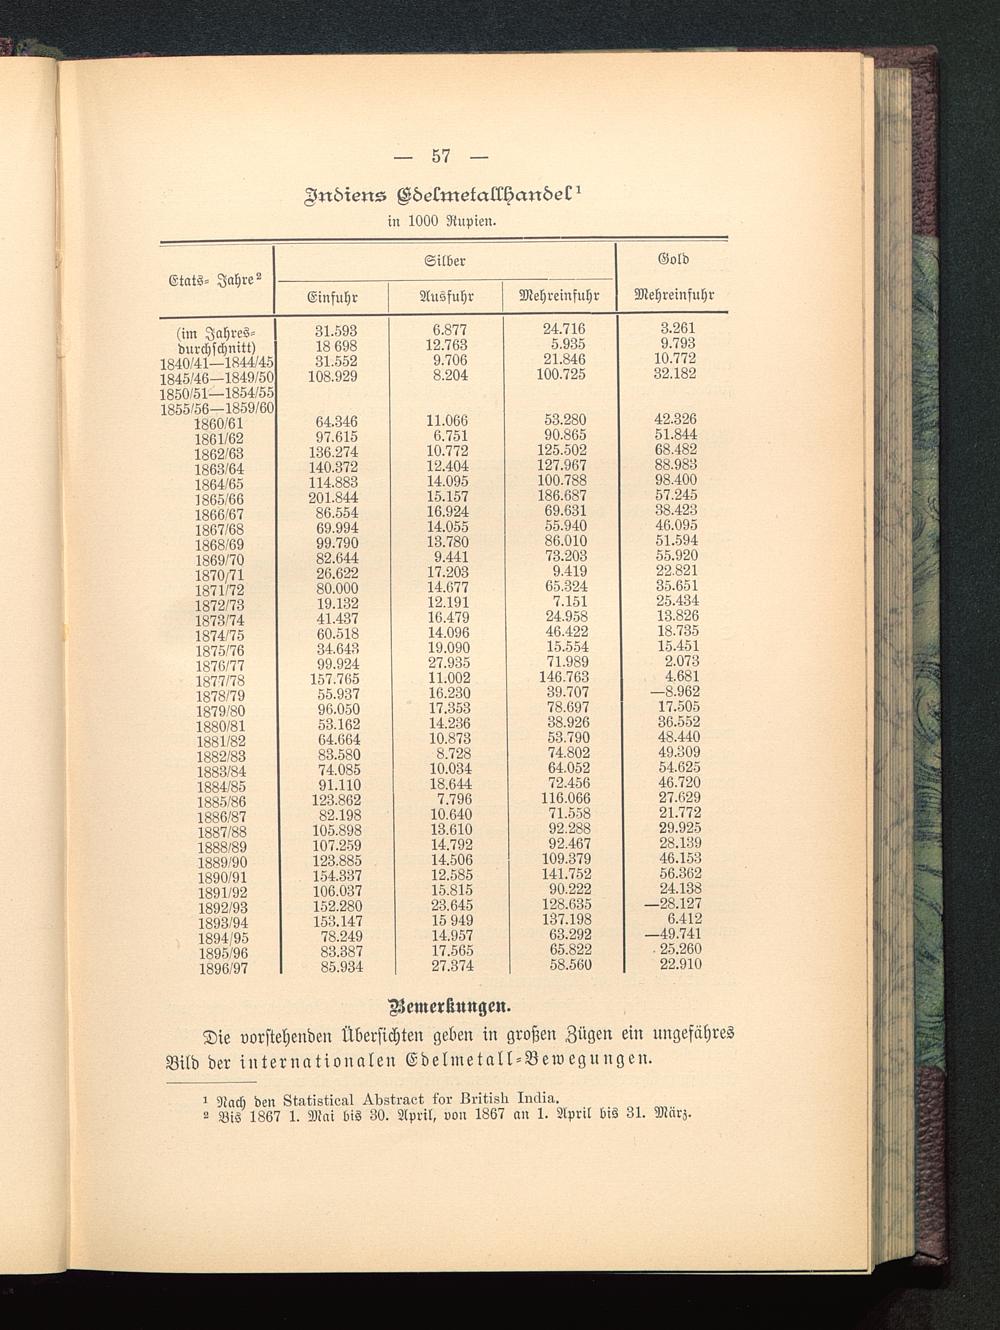 — 57 —
Indiens Edelmetallhandel ¹
in 1000 Rupien.
Etats- Jahre ² Silber Gold
Einfuhr Ausfuhr Mehreinfuhr Mehreinfuhr
(im Jahres- 31.593 6.877 24.716 3.261
durchschnitt) 18 698 12.763 5.935 9.793
1840/41—1844/45 31.552 9.706 21.846 10.772
1845/46—1849/50 108.929 8.204 100.725 32.182
1850/51—1854/55
1855/56—1859/60
1860/61 64.346 11.066 53.280 42.326
1861/62 97.615 6.751 90.865 51.844
1862/63 136.274 10.772 125.502 68.482
1863/64 140.372 12.404 127.967 88.983
1864/65 114.883 14.095 100.788 98.400
1865/66 201.844 15.157 186.687 57.245
1866/67 86.554 16.924 69.631 38.423
1867/68 69.994 14.055 55.940 46.095
1868/69 99.790 13.780 86.010 51.594
1869/70 82.644 9.441 73.203 55.920
1870/71 26.622 17.203 9.419 22.821
1871/72 80.000 14.677 65.324 35.651
1872/73 19.132 12.191 7.151 25.434
1873/74 41.437 16.479 24.958 13.826
1874/75 60.518 14.096 46.422 18.735
1875/76 34.643 19.090 15.554 15.451
1876/77 99.924 27.935 71.989 2.073
1877/78 157.765 11.002 146.763 4.681
1878/79 55.937 16.230 39.707 —8.962
1879/80 96.050 17.353 78.697 17.505
1880/81 53.162 14.236 38.926 36.552
1881/82 64.664 10.873 53.790 48.440
1882/83 83.580 8.728 74.802 49.309
1883/84 74.085 10.034 64.052 54.625
1884/85 91.110 18.644 72.456 46.720
1885/86 123.862 7.796 116.066 27.629
1886/87 82.198 10.640 71.558 21.772
1887/88 105.898 13.610 92.288 29.925
1888/89 107.259 14.792 92.467 28.139
1889/90 123.885 14.506 109.379 46.153
1890/91 154.337 12.585 141.752 56.362
1891/92 106.037 15.815 90.222 24.138
1892/93 152.280 23.645 128.635 —28.127
1893/94 153.147 15 949 137.198 6.412
1894/95 78.249 14.957 63.292 —49.741
1895/96 83.387 17.565 65.822 25.260
1896/97 85.934 27.374 58.560 22.910
Bemerkungen.
Die vorstehenden Übersichten geben in großen Zügen ein ungefähres
Bild der internationalen Edelmetall-Bewegungen.
¹ Nach den Statistical Abstract for British India.
² Bis 1867 1. Mai bis 30. April, von 1867 an 1. April bis 31. März.